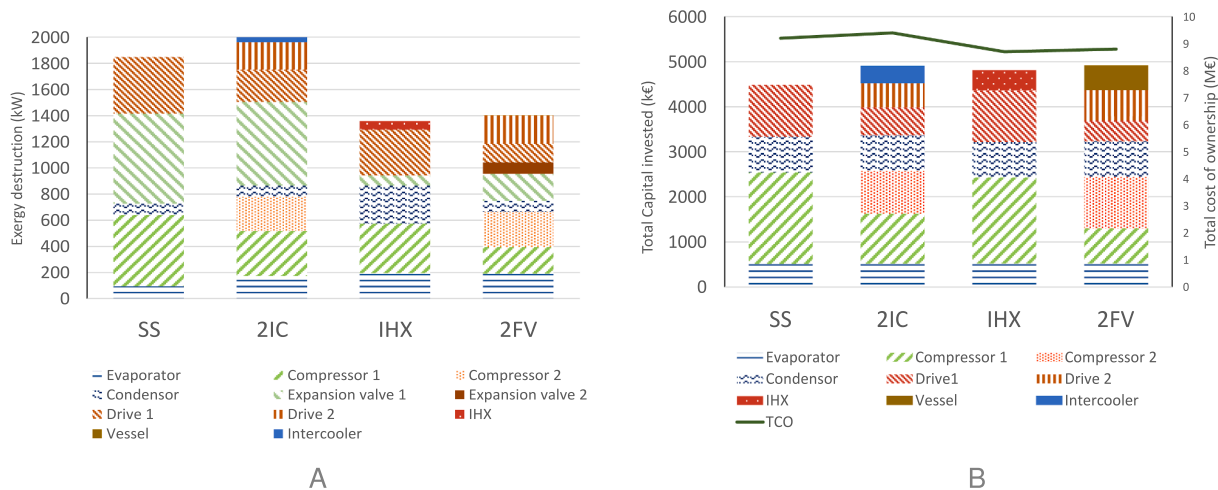 Exergy destruction (kW)
2000
1800
1600
1400
1200
1000
800
600
400
200
0
SS 2IC IHX 2FV
Evaporator Compressor 1 Compressor 2
Condensor Expansion valve 1 Expansion valve 2
Drive 1 Drive 2 IHX
Vessel Intercooler
A
Total Capital invested (k€)
6000
5000
4000
3000
2000
1000
0
10
9
8
7
6
5
4
3
2
1
0
Total cost of ownership (M€)
SS 2IC IHX 2FV
Evaporator Compressor 1 Compressor 2
Condensor Drive1 Drive 2
IHX Vessel Intercooler
TCO
B